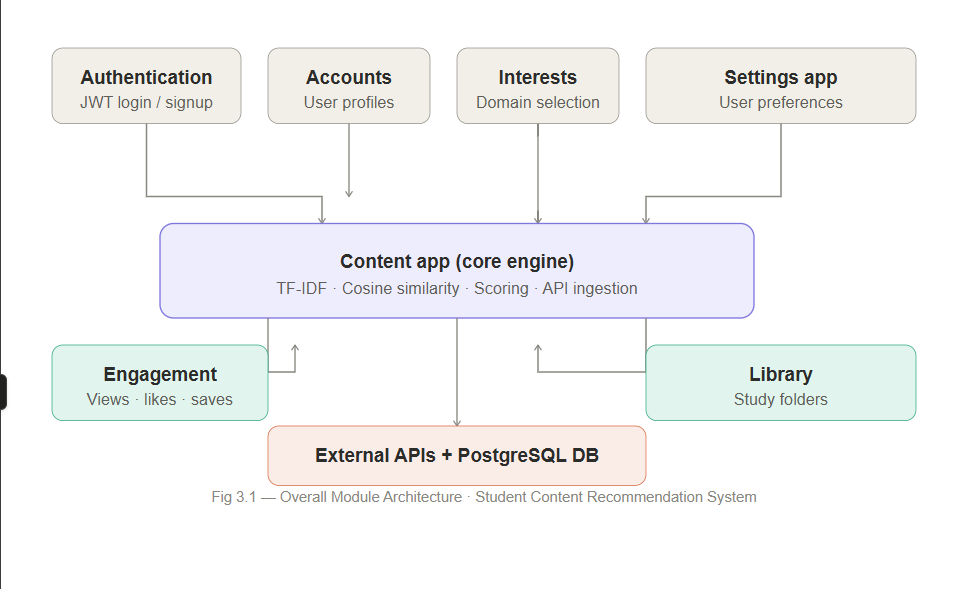 Authentication
JWT login / signup
Accounts
User profiles
Interests
Domain selection
Settings app
User preferences
Content app (core engine)
TF-IDF · Cosine similarity · Scoring · API ingestion
Engagement
Views · likes · saves
Library
Study folders
External APIs + PostgreSQL DB
Fig 3.1 — Overall Module Architecture · Student Content Recommendation System